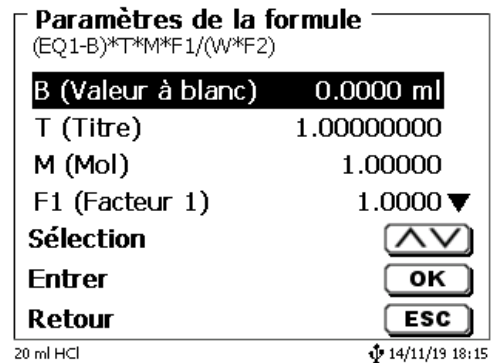 Paramètres de la formule
(EQ1-B)*T*M*F1/(W*F2)
B (Valeur à blanc) 0.0000 ml
T (Titre) 1.00000000
M (Mol) 1.00000
F1 (Facteur 1) 1.0000
Sélection
Entrer OK
Retour ESC
20 ml HCl 14/11/19 18:15